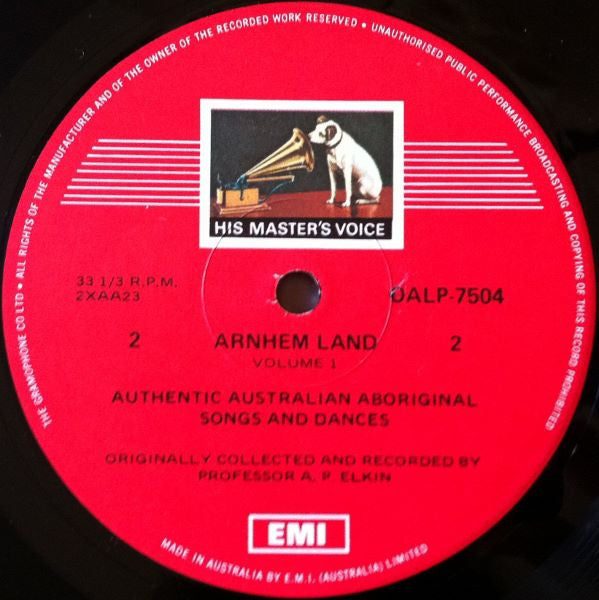 THE GRAMOPHONE CO LTD • ALL RIGHTS OF THE MANUFACTURER AND OF THE OWNER OF THE RECORDED WORK RESERVED • UNAUTHORISED PUBLIC PERFORMANCE BROADCASTING AND COPYING OF THIS RECORD PROHIBITED
HIS MASTER'S VOICE
33 1/3 R.P.M.
2XAA23
OALP-7504
2 ARNHEM LAND 2
VOLUME 1
AUTHENTIC AUSTRALIAN ABORIGINAL
SONGS AND DANCES
ORIGINALLY COLLECTED AND RECORDED BY
PROFESSOR A. P. ELKIN
EMI
MADE IN AUSTRALIA BY E.M.I. (AUSTRALIA) LIMITED